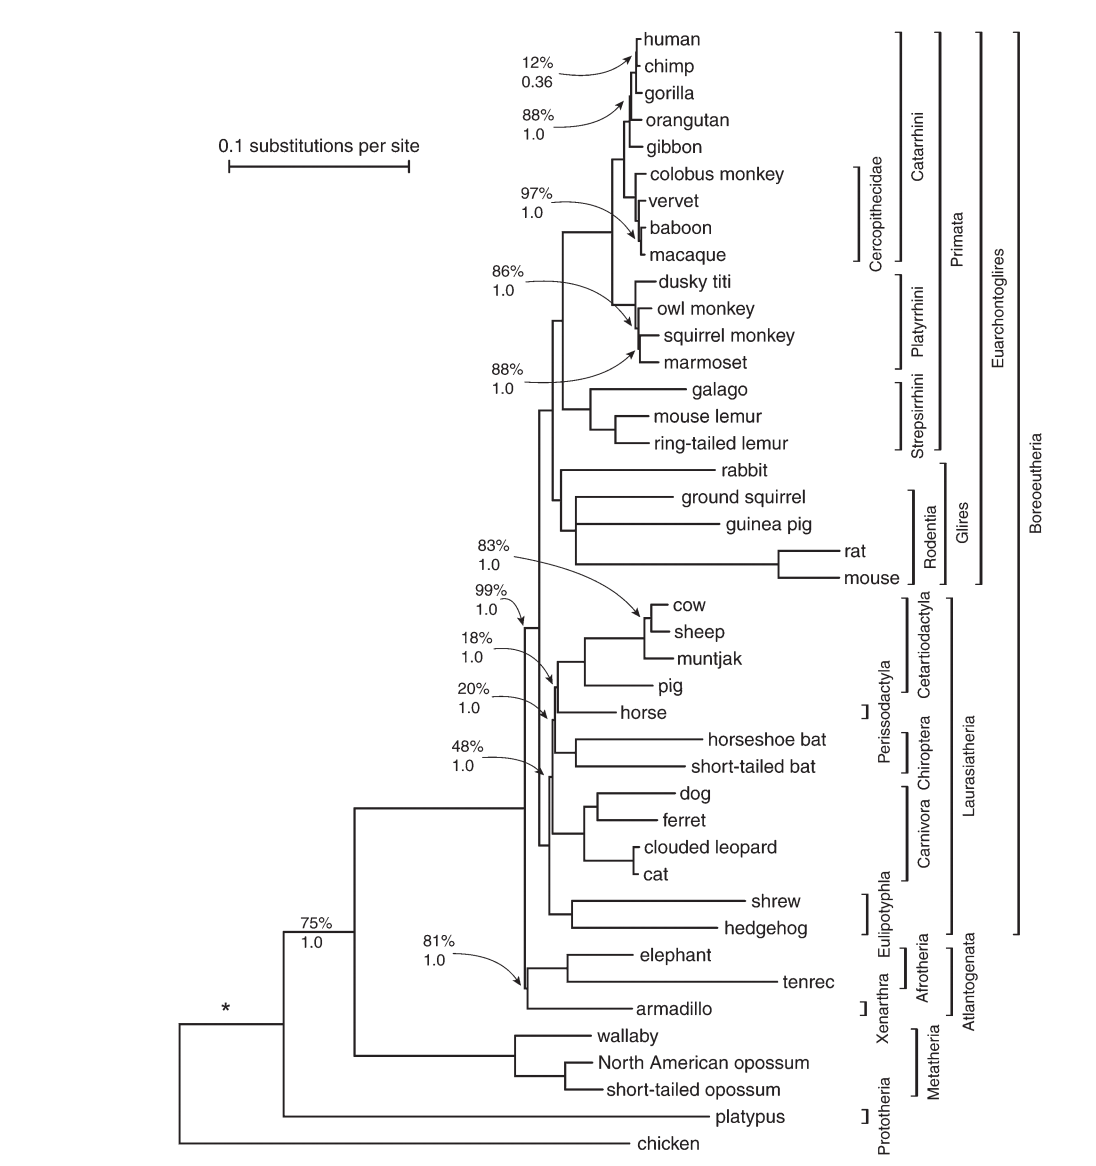 human
12%
0.36
chimp
gorilla
88%
1.0
orangutan
0.1 substitutions per site
gibbon
colobus monkey
97%
1.0
vervet
baboon
macaque
86%
1.0
dusky titi
owl monkey
squirrel monkey
88%
1.0
marmoset
galago
mouse lemur
ring-tailed lemur
rabbit
ground squirrel
guinea pig
83%
1.0
rat
mouse
99%
1.0
cow
sheep
18%
1.0
muntjak
pig
20%
1.0
horse
horseshoe bat
48%
1.0
short-tailed bat
dog
ferret
clouded leopard
cat
shrew
75%
1.0
hedgehog
81%
1.0
elephant
tenrec
*
armadillo
wallaby
North American opossum
short-tailed opossum
platypus
chicken
Cercopithecidae
Catarrhini
Platyrrhini
Strepsirrhini
Primata
Rodentia
Glires
Euarchontoglires
Boreoeutheria
Cetartiodactyla
Perissodactyla
Chiroptera
Carnivora
Eulipotyphla
Laurasiatheria
Afrotheria
Xenarthra
Atlantogenata
Metatheria
Prototheria